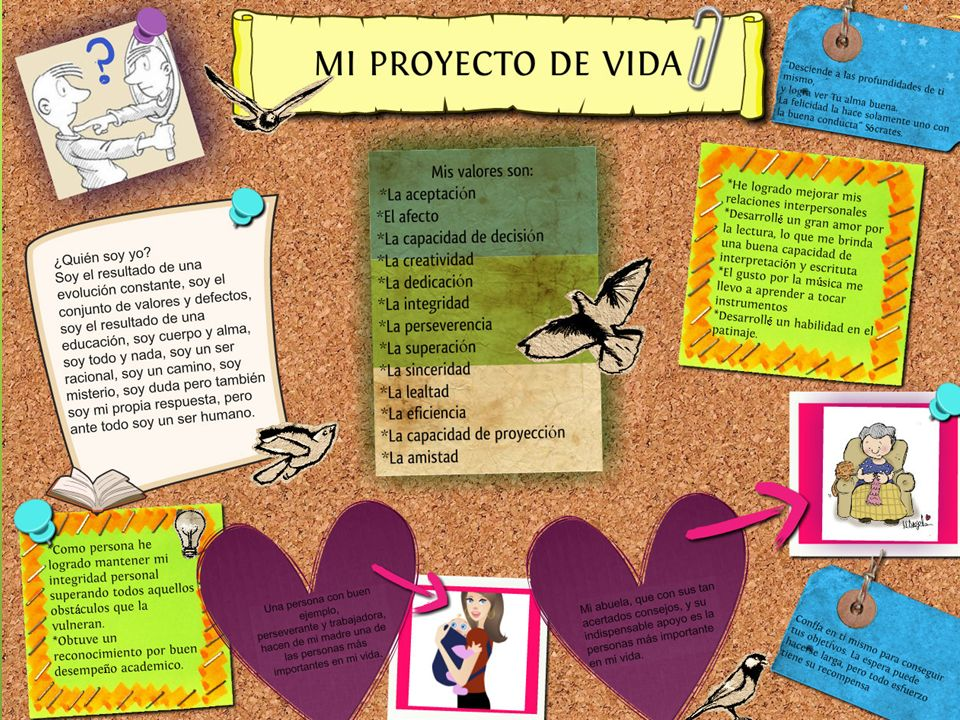 MI PROYECTO DE VIDA
?
"Desciende a las profundidades de ti
mismo,
y logra ver Tu alma buena.
La felicidad la hace solamente uno con
la buena conducta" Sócrates.
Mis valores son:
*La aceptación
*El afecto
*La capacidad de decisión
*La creatividad
*La dedicación
*La integridad
*La perseverencia
*La superación
*La sinceridad
*La lealtad
*La eficiencia
*La capacidad de proyección
*La amistad
*He logrado mejorar mis
relaciones interpersonales
*Desarrollé un gran amor por
la lectura, lo que me brinda
una buena capacidad de
interpretación y escrituta
*El gusto por la música me
llevo a aprender a tocar
instrumentos
*Desarrollé un habilidad en el
patinaje.
¿Quién soy yo?
Soy el resultado de una
evolución constante, soy el
conjunto de valores y defectos,
soy el resultado de una
educación, soy cuerpo y alma,
soy todo y nada, soy un ser
racional, soy un camino, soy
misterio, soy duda pero también
soy mi propia respuesta, pero
ante todo soy un ser humano.
*Como persona he
logrado mantener mi
integridad personal
superando todos aquellos
obstáculos que la
vulneran.
*Obtuve un
reconocimiento por buen
desempeño academico.
Una persona con buen
ejemplo,
perseverante y trabajadora,
hacen de mi madre una de
las personas más
importantes en mi vida.
Mi abuela, que con sus tan
acertados consejos, y su
indispensable apoyo es la
personas más importante
en mi vida.
Confía en ti mismo para conseguir
tus objetivos. La espera puede
hacerse larga, pero todo esfuerzo
tiene su recompensa